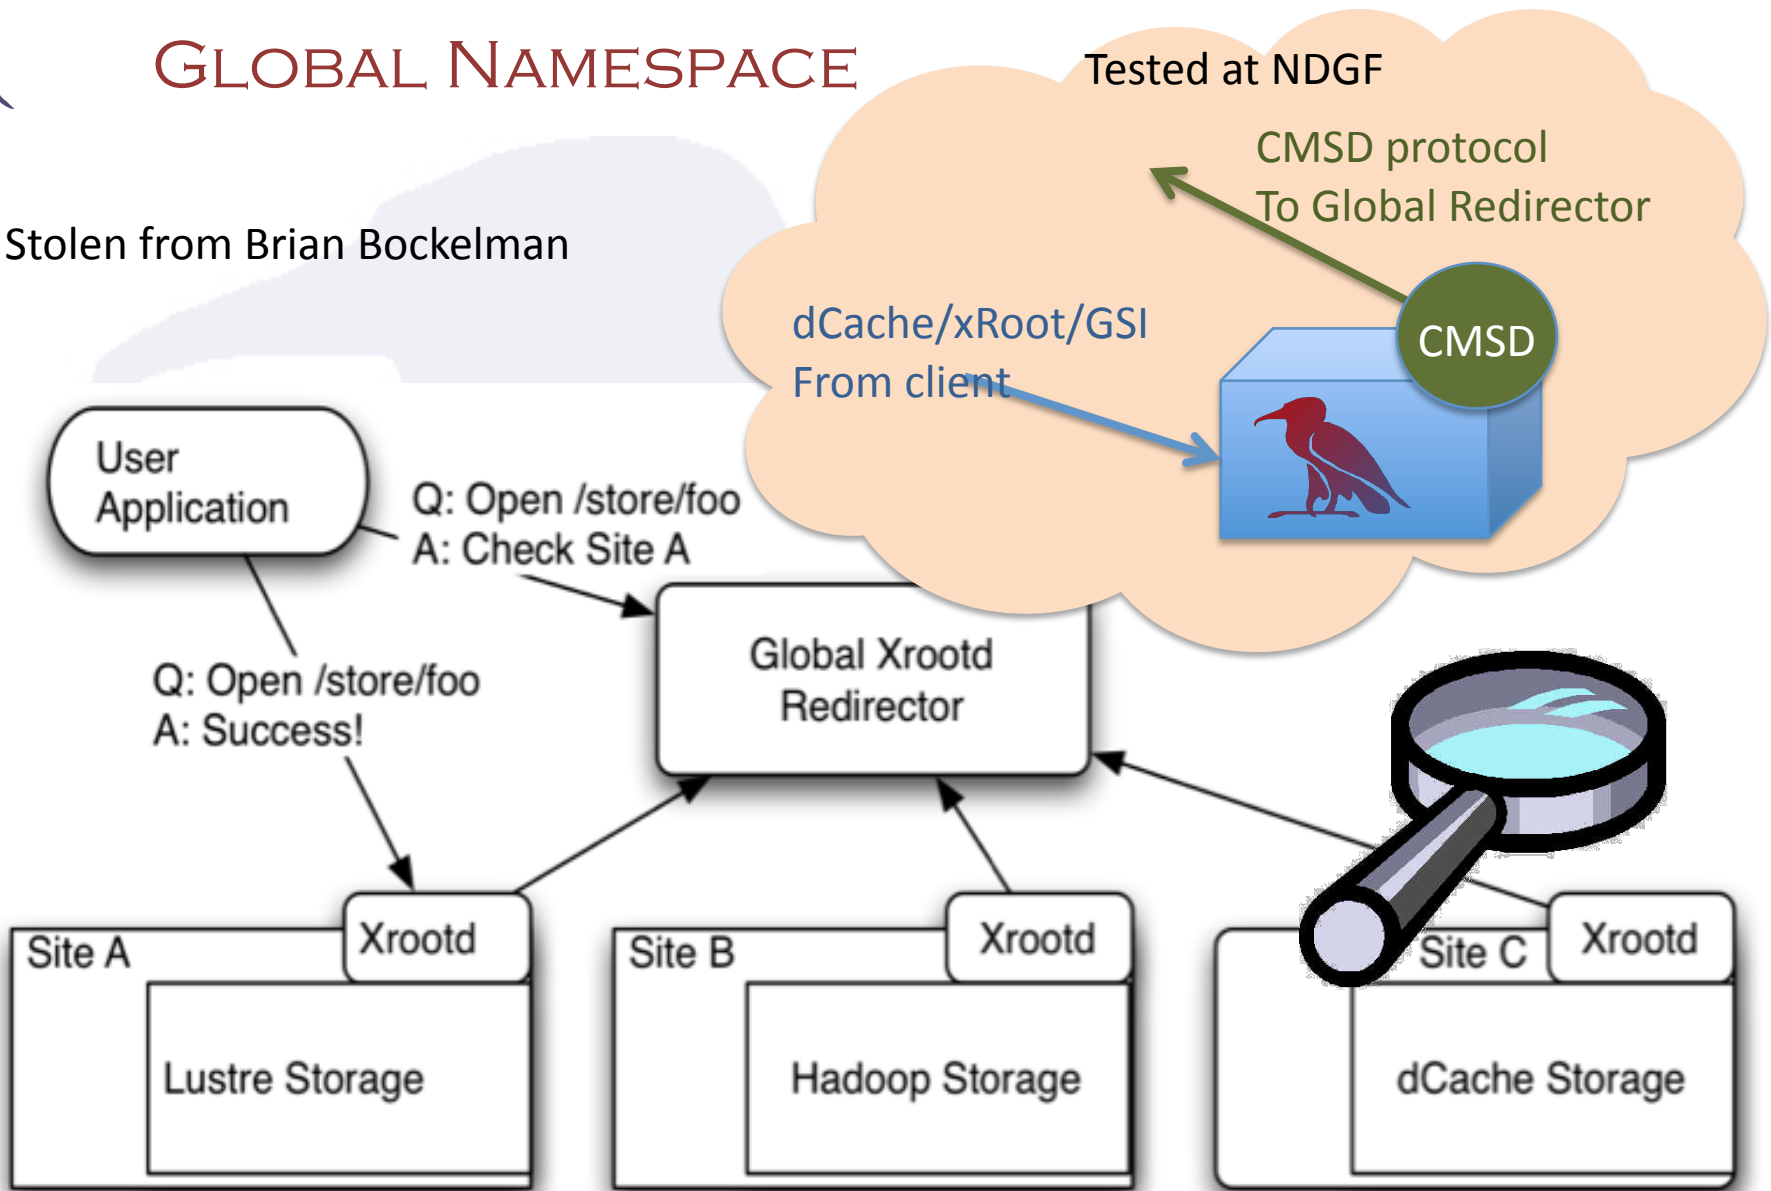 GLOBAL NAMESPACE
Tested at NDGF
CMSD protocol
To Global Redirector
Stolen from Brian Bockelman
dCache/xRoot/GSI
From client
CMSD
User
Application
Q: Open /store/foo
A: Check Site A
Global Xrootd
Redirector
Q: Open /store/foo
A: Success!
Site A
Xrootd
Lustre Storage
Site B
Xrootd
Hadoop Storage
Site C
Xrootd
dCache Storage